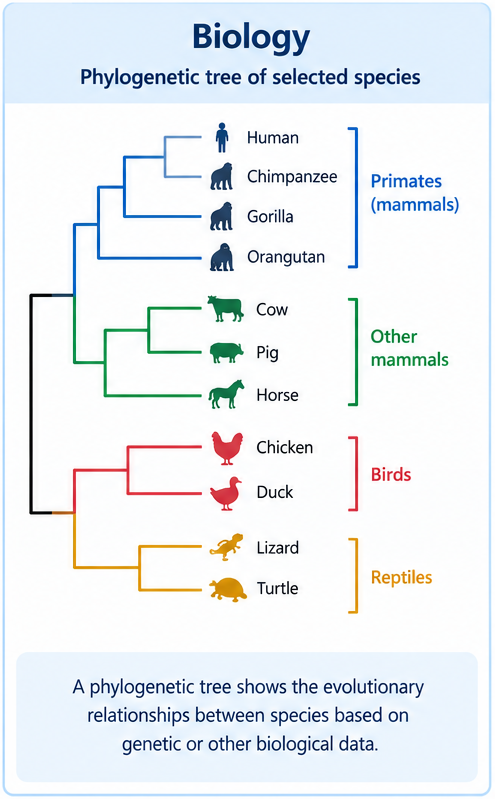 Biology
Phylogenetic tree of selected species
Human
Chimpanzee
Gorilla
Orangutan
Primates
(mammals)
Cow
Pig
Horse
Other
mammals
Chicken
Duck
Birds
Lizard
Turtle
Reptiles
A phylogenetic tree shows the evolutionary
relationships between species based on
genetic or other biological data.